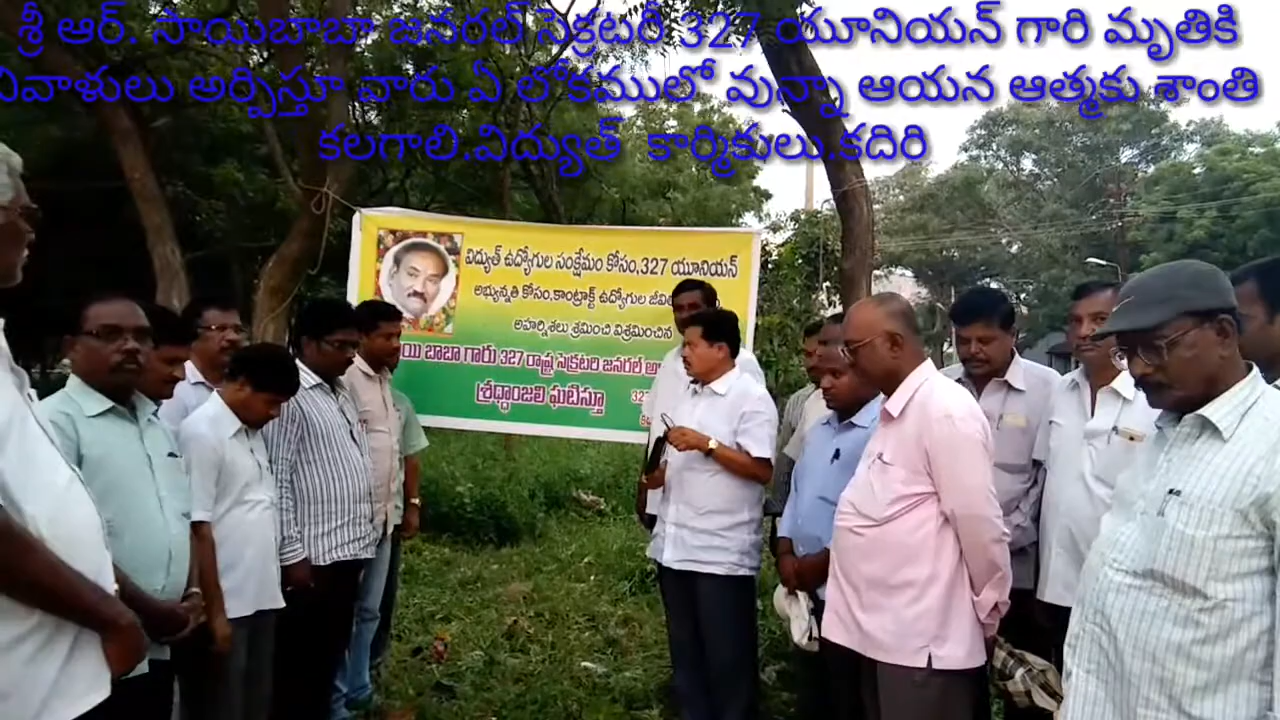 శ్రీ ఆర్. సాయిబాబా జనరల్ సెక్రటరీ 327 యూనియన్ గారి మృతికి
నివాళులు అర్పిస్తూ వారు ఏ లోకములో వున్నా ఆయన ఆత్మకు శాంతి
కలగాలి.విద్యుత్ కార్మికులు.కదిరి
విద్యుత్ ఉద్యోగుల సంక్షేమం కోసం,327 యూనియన్
అభ్యున్నతి కోసం,కాంట్రాక్ట్ ఉద్యోగుల
అహర్నిశలు శ్రమించి విశ్రమించిన
బాబా గారు 327 రాష్ట్ర సెక్రటరి జనరల్
శ్రద్ధాంజలి ఘటిస్తూ